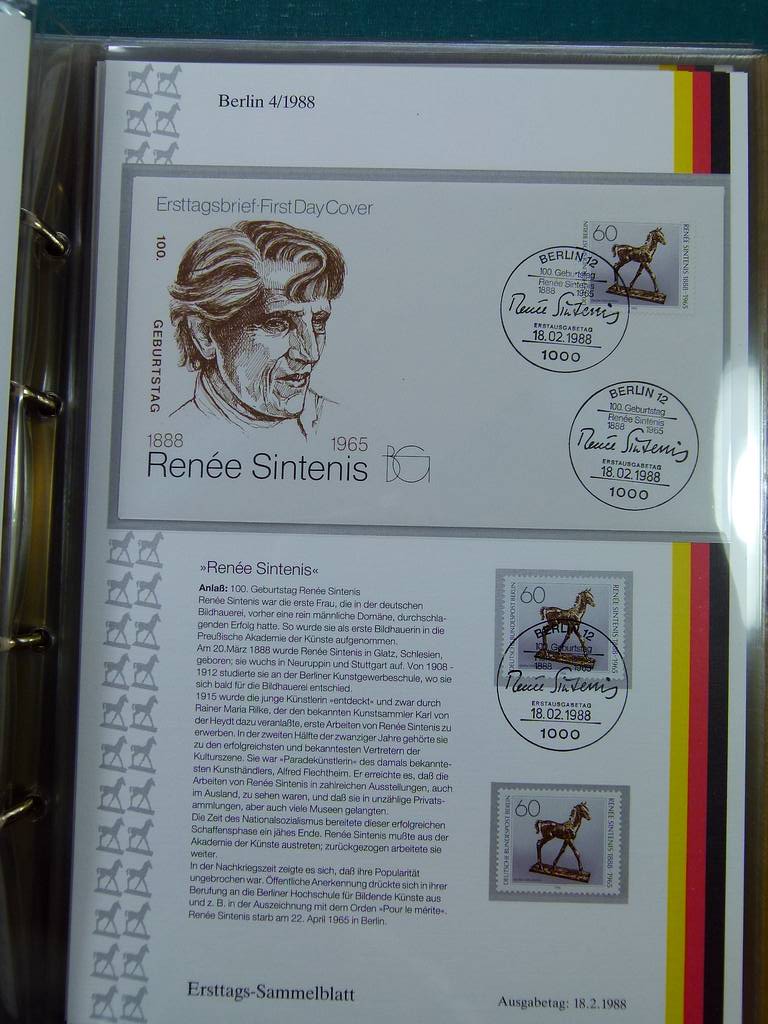 Berlin 4/1988
Ersttagsbrief-First Day Cover
100. GEBURTSTAG
1888 1965
Renée Sintenis
60
RENÉE SINTENIS 1888 1965
BERLIN 12
100. Geburtstag
Renée Sintenis
1888 1965
Renée Sintenis
ERSTAUSGABETAG
18.02.1988
1000
BERLIN 12
100. Geburtstag
Renée Sintenis
1888 1965
Renée Sintenis
ERSTAUSGABETAG
18.02.1988
1000
»Renée Sintenis«
Anlaß: 100. Geburtstag Renée Sintenis
Renée Sintenis war die erste Frau, die in der deutschen
Bildhauerei, vorher eine rein männliche Domäne, durchschla-
genden Erfolg hatte. So wurde sie als erste Bildhauerin in die
Preußische Akademie der Künste aufgenommen.
Am 20. März 1888 wurde Renée Sintenis in Glatz, Schlesien,
geboren; sie wuchs in Neuruppin und Stuttgart auf. Von 1908 -
1912 studierte sie an der Berliner Kunstgewerbeschule, wo sie
sich bald für die Bildhauerei entschied.
1915 wurde die junge Künstlerin »entdeckt« und zwar durch
Rainer Maria Rilke, der den bekannten Kunstsammler Karl von
der Heydt dazu veranlaßte, erste Arbeiten von Renée Sintenis zu
erwerben. In der zweiten Hälfte der zwanziger Jahre gehörte sie
zu den erfolgreichsten und bekanntesten Vertretern der
Kulturszene. Sie war »Paradekünstlerin« des damals bekannte-
sten Kunsthändlers, Alfred Flechtheim. Er erreichte es, daß die
Arbeiten von Renée Sintenis in zahlreichen Ausstellungen, auch
im Ausland, zu sehen waren, und daß sie in unzählige Privats-
ammlungen, aber auch viele Museen gelangten.
Die Zeit des Nationalsozialismus bereitete dieser erfolgreichen
Schaffensphase ein jähes Ende. Renée Sintenis mußte aus der
Akademie der Künste austreten; zurückgezogen arbeitete sie
weiter.
In der Nachkriegszeit zeigte es sich, daß ihre Popularität
ungebrochen war. Öffentliche Anerkennung drückte sich in ihrer
Berufung an die Berliner Hochschule für Bildende Künste aus
und z. B. in der Auszeichnung mit dem Orden »Pour le mérite«.
Renée Sintenis starb am 22. April 1965 in Berlin.
60
DEUTSCHE BUNDESPOST BERLIN
RENÉE SINTENIS 1888 1965
BERLIN 12
100. Geburtstag
1888 1965
Renée Sintenis
ERSTAUSGABETAG
18.02.1988
1000
60
DEUTSCHE BUNDESPOST BERLIN
RENÉE SINTENIS 1888 1965
Ersttags-Sammelblatt
Ausgabetag: 18.2.1988